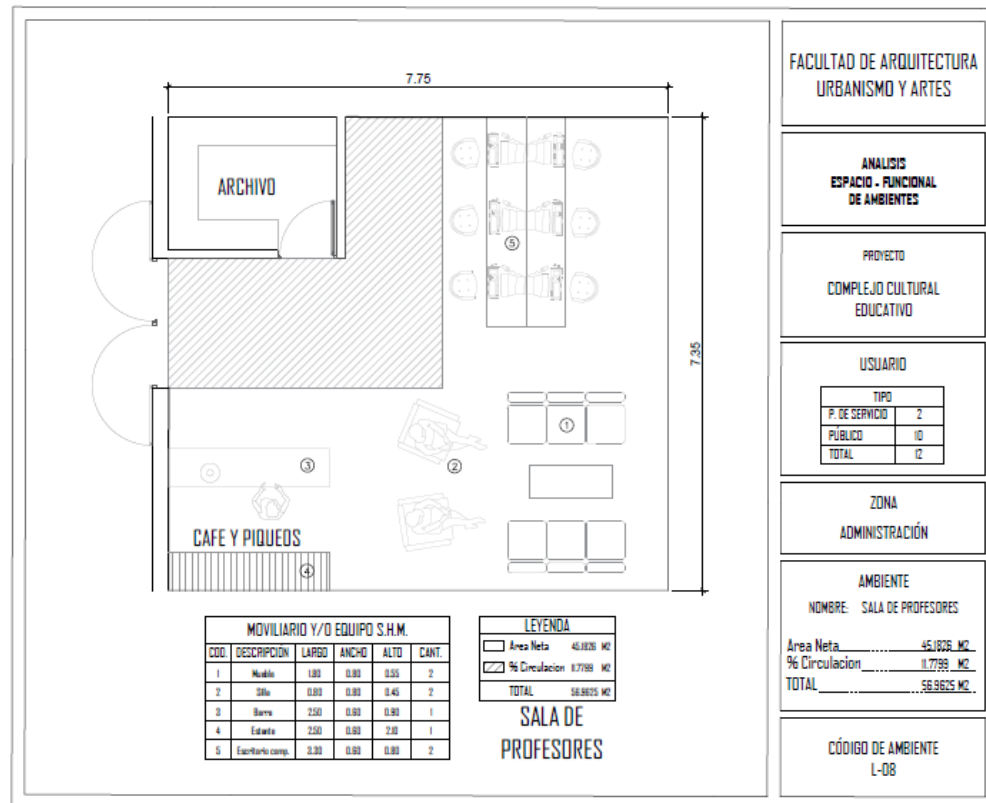 7.75
7.35
ARCHIVO
5
1
2
3
CAFE Y PIQUEOS
4
MOVILIARIO Y/O EQUIPO S.H.M.
COD. DESCRIPCIÓN LARGO ANCHO ALTO CANT.
1 Mueble 1.80 0.80 0.55 2
2 Silla 0.80 0.80 0.45 2
3 Barra 2.50 0.60 0.90 1
4 Estante 2.50 0.60 2.10 1
5 Escritorio comp. 3.30 0.60 0.80 2
LEYENDA
Area Neta 45.1826 M2
% Circulacion 11.7799 M2
TOTAL 56.9625 M2
SALA DE
PROFESORES
FACULTAD DE ARQUITECTURA
URBANISMO Y ARTES
ANALISIS
ESPACIO - FUNCIONAL
DE AMBIENTES
PROYECTO
COMPLEJO CULTURAL
EDUCATIVO
USUARIO
TIPO
P. DE SERVICIO 2
PÚBLICO 10
TOTAL 12
ZONA
ADMINISTRACIÓN
AMBIENTE
NOMBRE: SALA DE PROFESORES
Area Neta 45.1826 M2
% Circulacion 11.7799 M2
TOTAL 56.9625 M2
CÓDIGO DE AMBIENTE
L-08